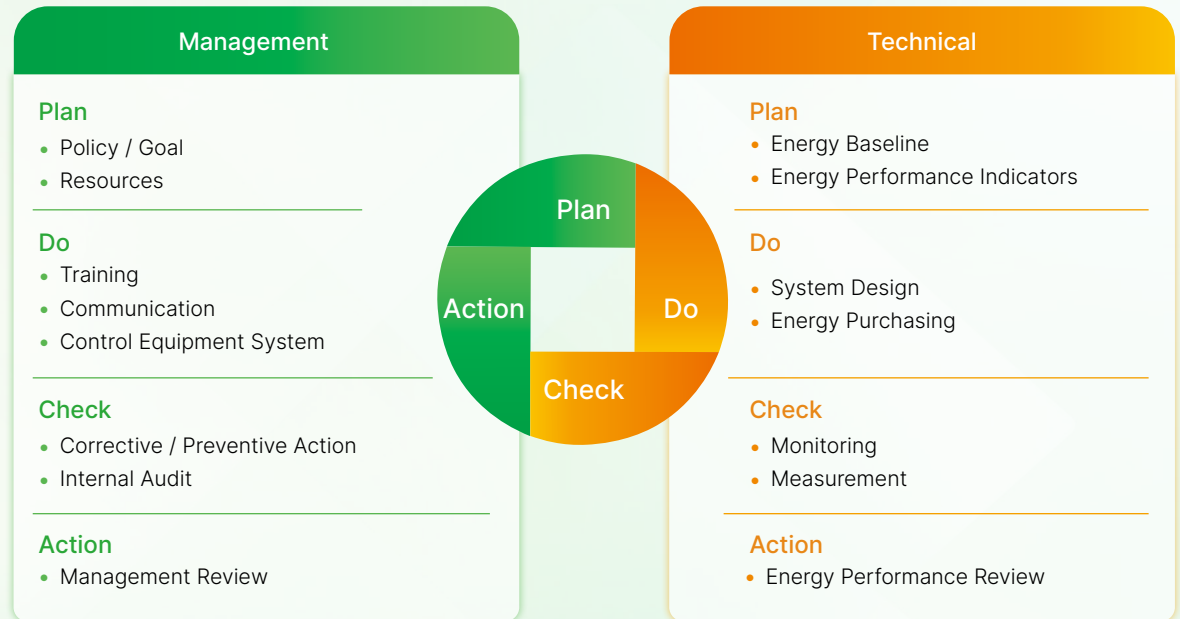 Management
Plan
• Policy / Goal
• Resources
Do
• Training
• Communication
• Control Equipment System
Check
• Corrective / Preventive Action
• Internal Audit
Action
• Management Review
Plan
Do
Check
Action
Technical
Plan
• Energy Baseline
• Energy Performance Indicators
Do
• System Design
• Energy Purchasing
Check
• Monitoring
• Measurement
Action
• Energy Performance Review